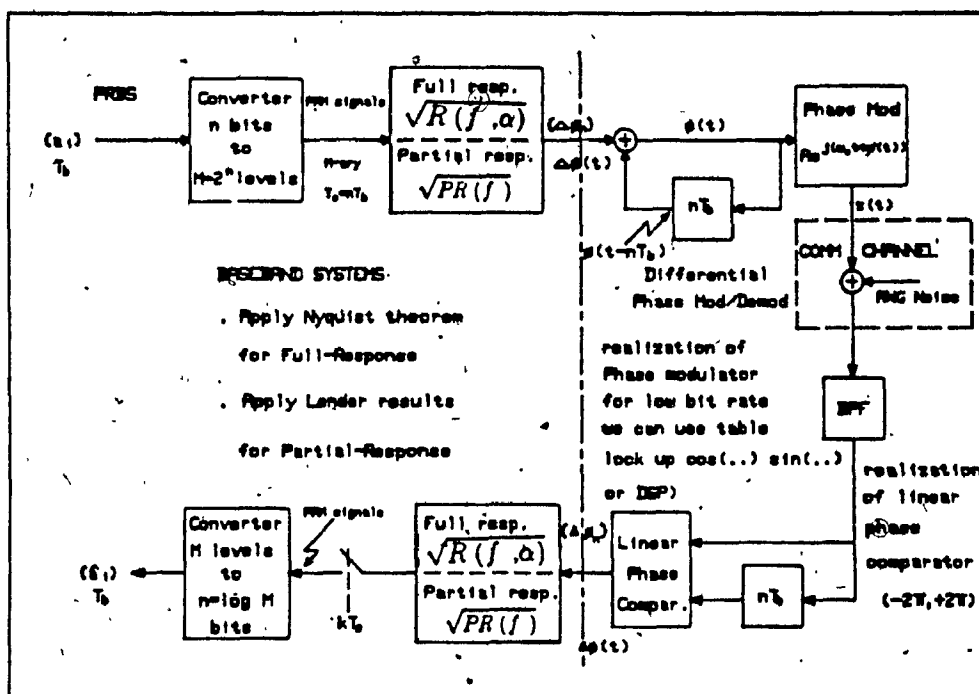 PRBS
(a i)
T_b
Converter
n bits
to
M=2^n levels
PAM signals
M-ary
T_s=nT_b
Full resp.
√R(f,α)
Partial resp.
√PR(f)
Δφ(t)
+
φ(t)
nT_b
φ(t-nT_b)
Differential
Phase Mod/Demod
Phase Mod
z(t)
COMM CHANNEL
+
ANG Noise
BPF
BASEBAND SYSTEMS
. Apply Nyquist theorem
for Full-Response
. Apply Lender results
for Partial-Response
realization of
Phase modulator
for low bit rate
we can use table
look up cos(..) sin(..)
or DSP)
realization
of linear
phase
comparator
(-2π,+2π)
nT_b
Linear
Phase
Compar.
Δφ(t)
Full resp.
√R(f,α)
Partial resp.
√PR(f)
kT_s
PAM signals
Converter
M levels
to
n=log M
bits
(â i)
T_b